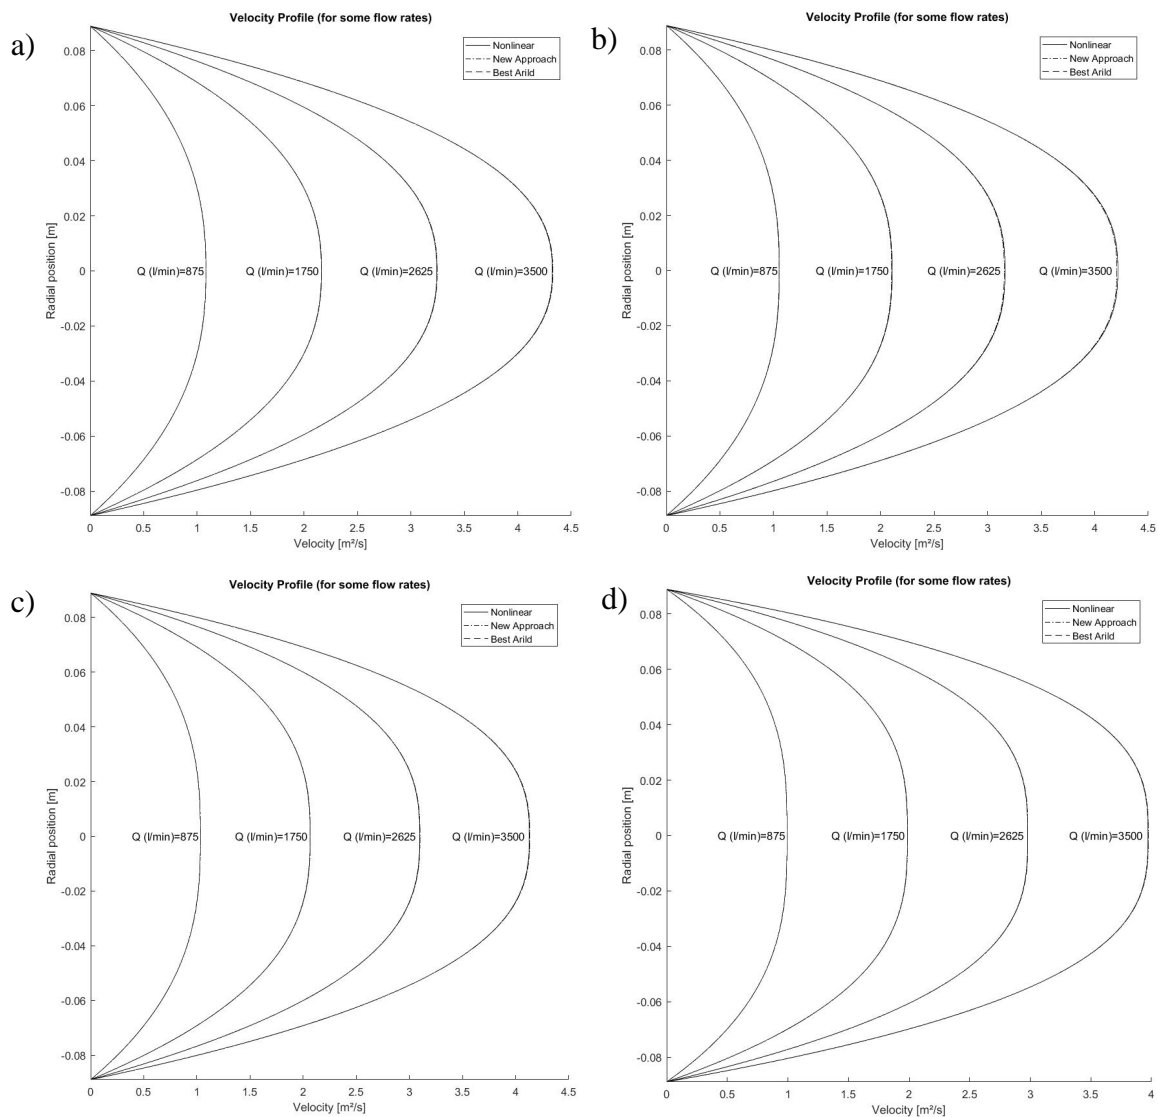 a)
Velocity Profile (for some flow rates)
Nonlinear
New Approach
Best Arild
0.08
0.06
0.04
0.02
0
-0.02
-0.04
-0.06
-0.08
Radial position [m]
Q (l/min)=875
Q (l/min)=1750
Q (l/min)=2625
Q (l/min)=3500
0 0.5 1 1.5 2 2.5 3 3.5 4 4.5
Velocity [m²/s]
b)
Velocity Profile (for some flow rates)
Nonlinear
New Approach
Best Arild
0.08
0.06
0.04
0.02
0
-0.02
-0.04
-0.06
-0.08
Radial position [m]
Q (l/min)=875
Q (l/min)=1750
Q (l/min)=2625
Q (l/min)=3500
0 0.5 1 1.5 2 2.5 3 3.5 4 4.5
Velocity [m²/s]
c)
Velocity Profile (for some flow rates)
Nonlinear
New Approach
Best Arild
0.08
0.06
0.04
0.02
0
-0.02
-0.04
-0.06
-0.08
Radial position [m]
Q (l/min)=875
Q (l/min)=1750
Q (l/min)=2625
Q (l/min)=3500
0 0.5 1 1.5 2 2.5 3 3.5 4 4.5
Velocity [m²/s]
d)
Velocity Profile (for some flow rates)
Nonlinear
New Approach
Best Arild
0.08
0.06
0.04
0.02
0
-0.02
-0.04
-0.06
-0.08
Radial position [m]
Q (l/min)=875
Q (l/min)=1750
Q (l/min)=2625
Q (l/min)=3500
0 0.5 1 1.5 2 2.5 3 3.5 4
Velocity [m²/s]